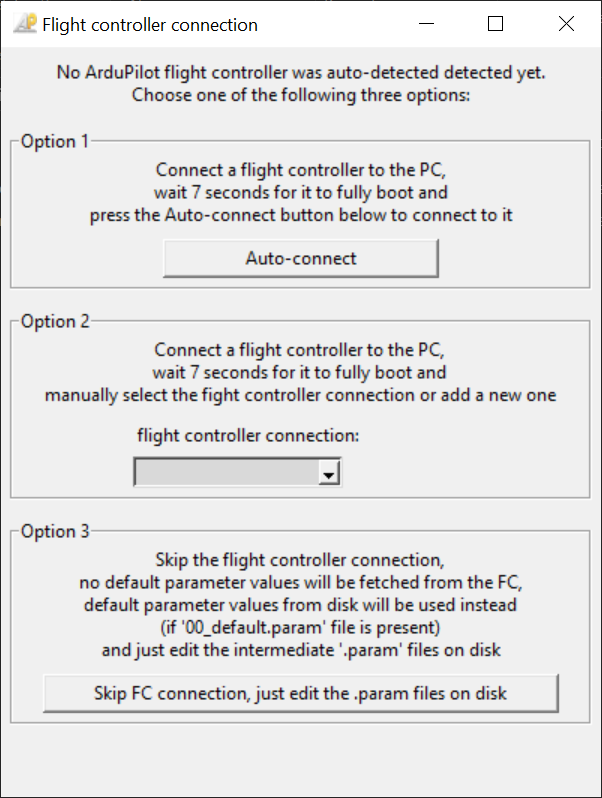 Flight controller connection
No ArduPilot flight controller was auto-detected detected yet.
Choose one of the following three options:
Option 1
Connect a flight controller to the PC,
wait 7 seconds for it to fully boot and
press the Auto-connect button below to connect to it
Auto-connect
Option 2
Connect a flight controller to the PC,
wait 7 seconds for it to fully boot and
manually select the fight controller connection or add a new one
flight controller connection:
Option 3
Skip the flight controller connection,
no default parameter values will be fetched from the FC,
default parameter values from disk will be used instead
(if '00_default.param' file is present)
and just edit the intermediate '.param' files on disk
Skip FC connection, just edit the .param files on disk